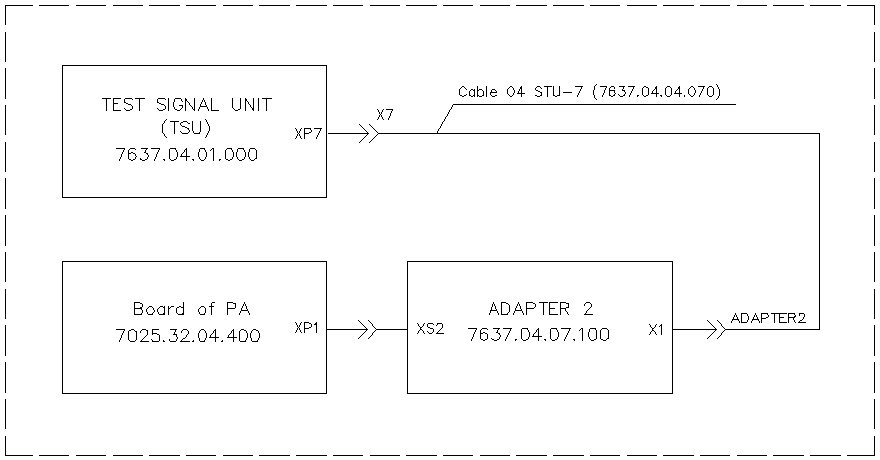 Cable 04 STU-7 (7637.04.04.070)
TEST SIGNAL UNIT
(TSU)
7637.04.01.000
XP7
X7
Board of PA
7025.32.04.400
XP1
XS2
ADAPTER 2
7637.04.07.100
X1
ADAPTER2